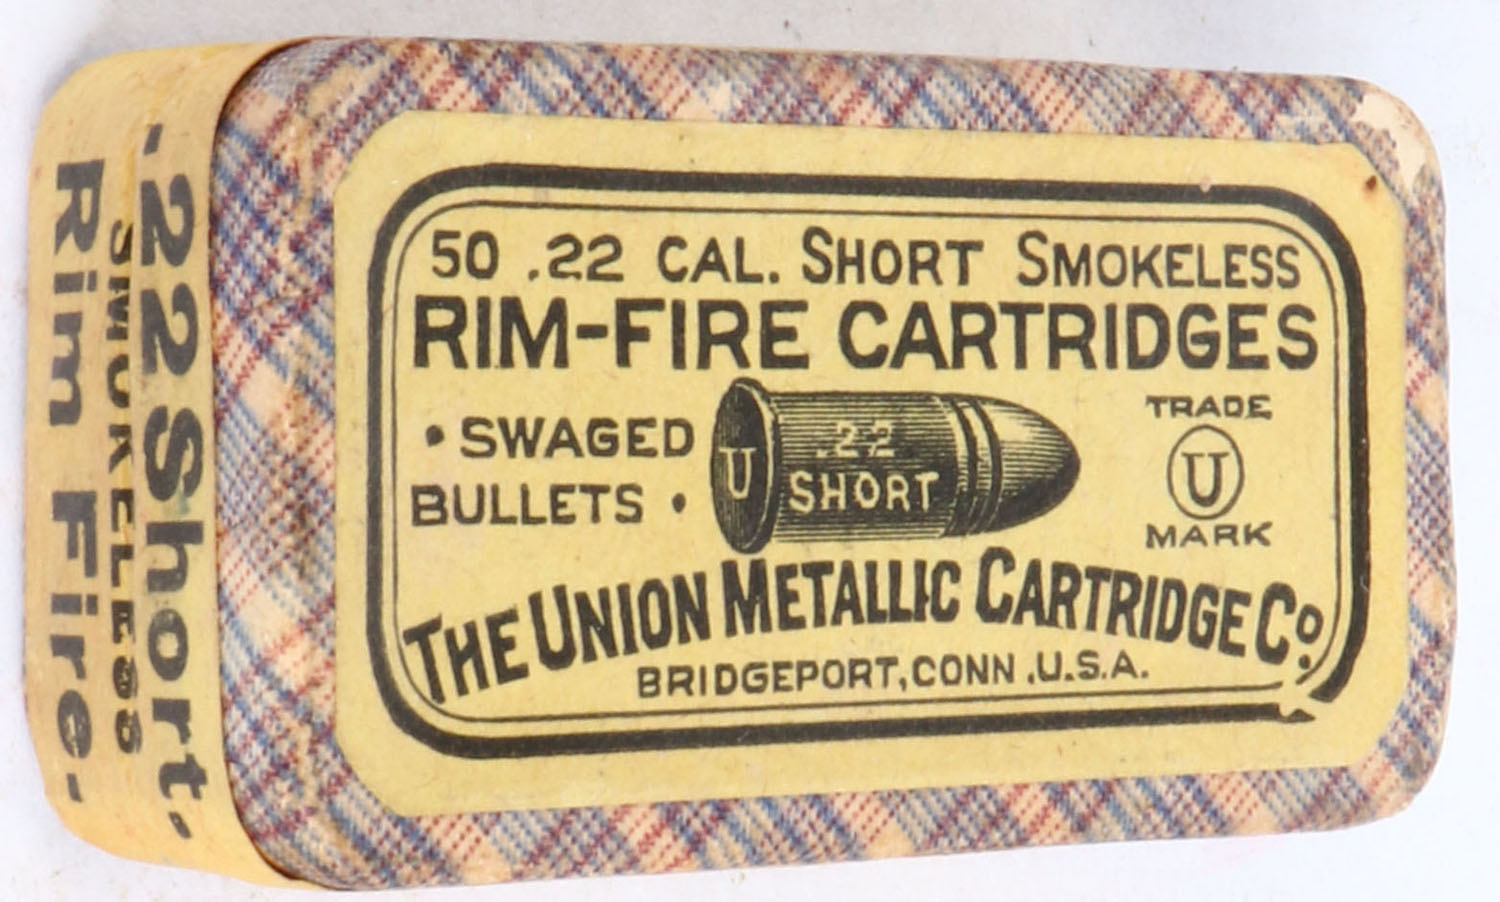 50 .22 CAL. SHORT SMOKELESS
RIM-FIRE CARTRIDGES
• SWAGED
BULLETS •
U
.22
SHORT
TRADE
U
MARK
THE UNION METALLIC CARTRIDGE Co.
BRIDGEPORT, CONN .U.S.A.
.22 Short.
SMOKELESS
Rim Fire.